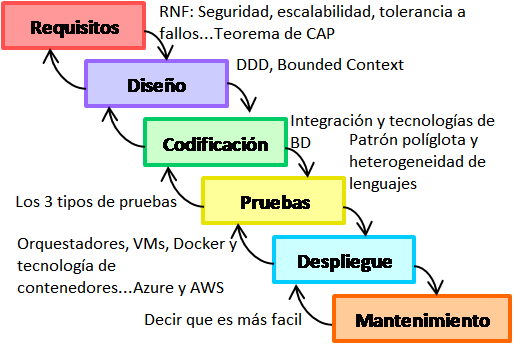 Requisitos
RNF: Seguridad, escalabilidad, tolerancia a
fallos...Teorema de CAP
Diseño
DDD, Bounded Context
Codificación
Integración y tecnologías de
BD
Patrón políglota y
heterogeneidad de
lenguajes
Los 3 tipos de pruebas
Pruebas
Orquestadores, VMs, Docker y
tecnología de
contenedores...Azure y AWS
Despliegue
Decir que es más facil
Mantenimiento